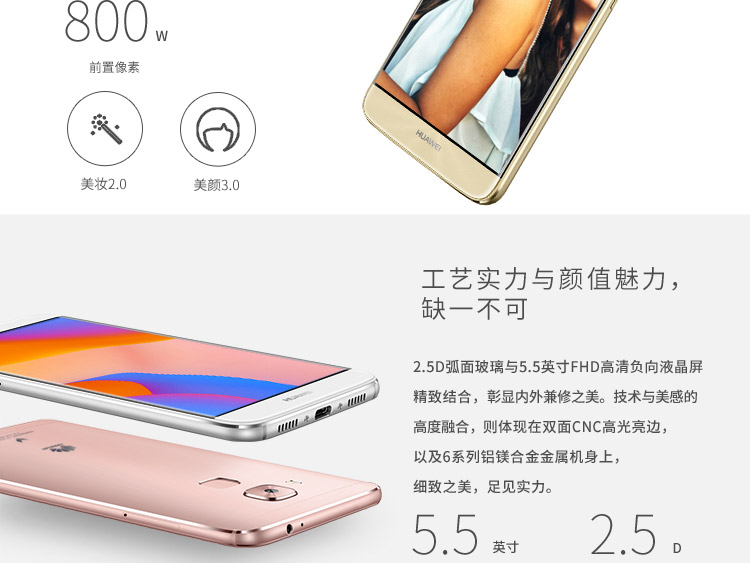 800 W
前置像素
美妆2.0
美颜3.0
HUAWEI
工艺实力与颜值魅力，
缺一不可
2.5D弧面玻璃与5.5英寸FHD高清负向液晶屏
精致结合，彰显内外兼修之美。技术与美感的
高度融合，则体现在双面CNC高光亮边，
以及6系列铝镁合金金属机身上，
细致之美，足见实力。
HUAWEI
5.5 英寸
2.5 D